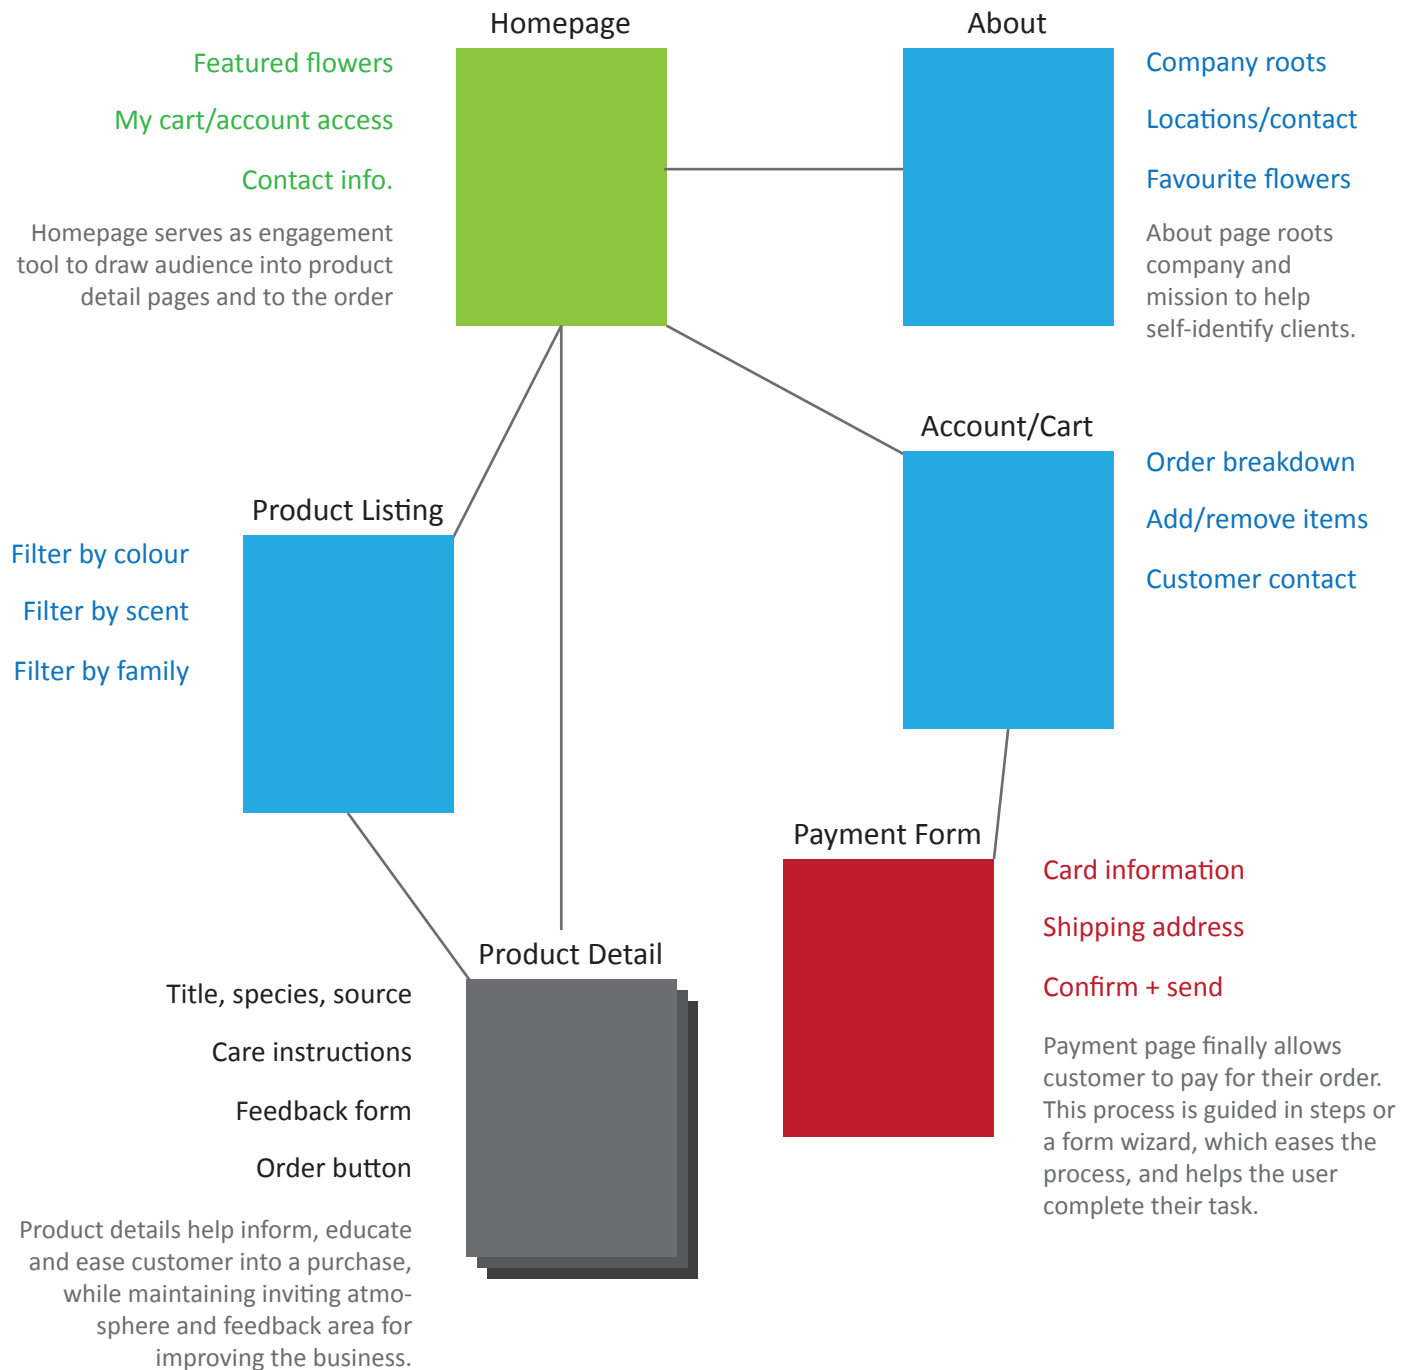 Homepage
Featured flowers
My cart/account access
Contact info.
Homepage serves as engagement
tool to draw audience into product
detail pages and to the order
About
Company roots
Locations/contact
Favourite flowers
About page roots
company and
mission to help
self-identify clients.
Account/Cart
Order breakdown
Add/remove items
Customer contact
Product Listing
Filter by colour
Filter by scent
Filter by family
Payment Form
Card information
Shipping address
Confirm + send
Payment page finally allows
customer to pay for their order.
This process is guided in steps or
a form wizard, which eases the
process, and helps the user
complete their task.
Product Detail
Title, species, source
Care instructions
Feedback form
Order button
Product details help inform, educate
and ease customer into a purchase,
while maintaining inviting atmo-
sphere and feedback area for
improving the business.